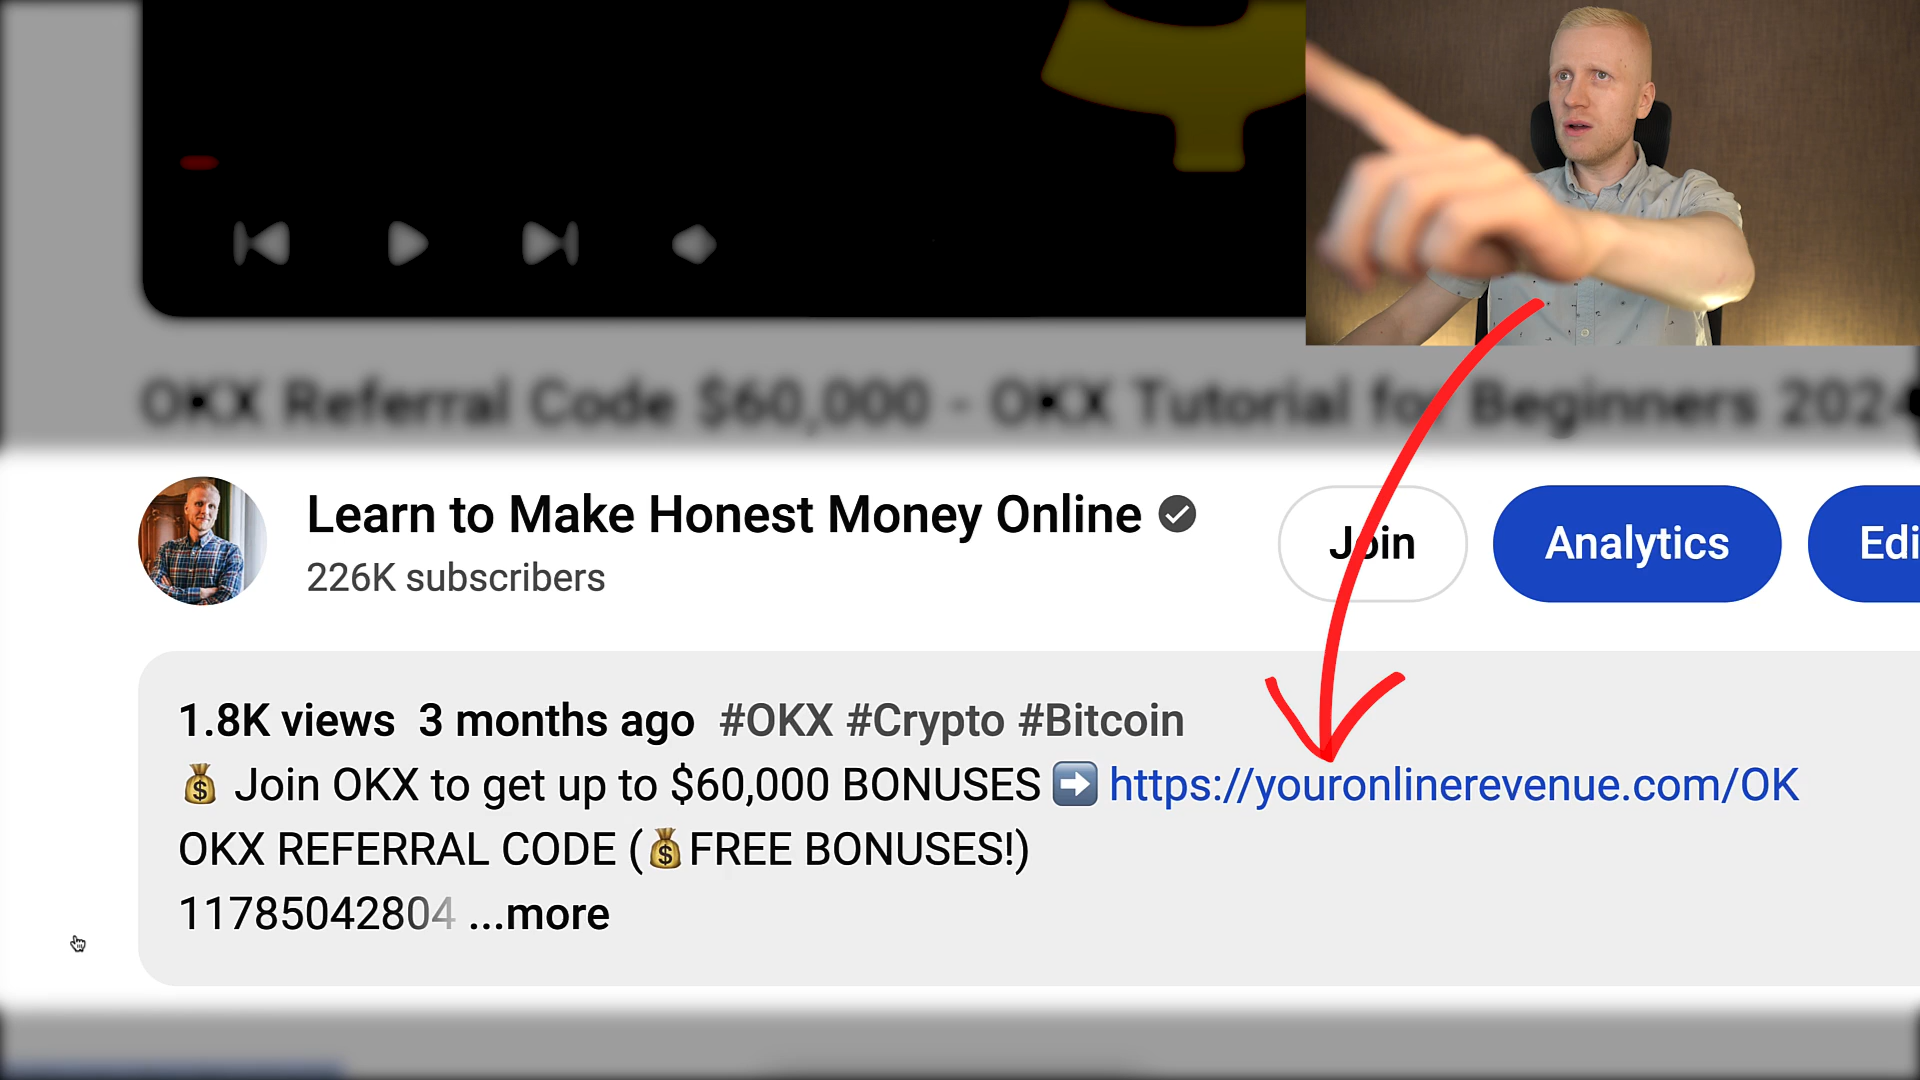 OKX Referral Code $60,000 - OKX Tutorial for Beginners 2024
Learn to Make Honest Money Online
226K subscribers
Join
Analytics
Edi
1.8K views 3 months ago #OKX #Crypto #Bitcoin
💰 Join OKX to get up to $60,000 BONUSES ➡️ https://youronlinerevenue.com/OK
OKX REFERRAL CODE (💰FREE BONUSES!)
11785042804 ...more